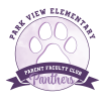 PARK VIEW ELEMENTARY
PARENT FACULTY CLUB
Panthers